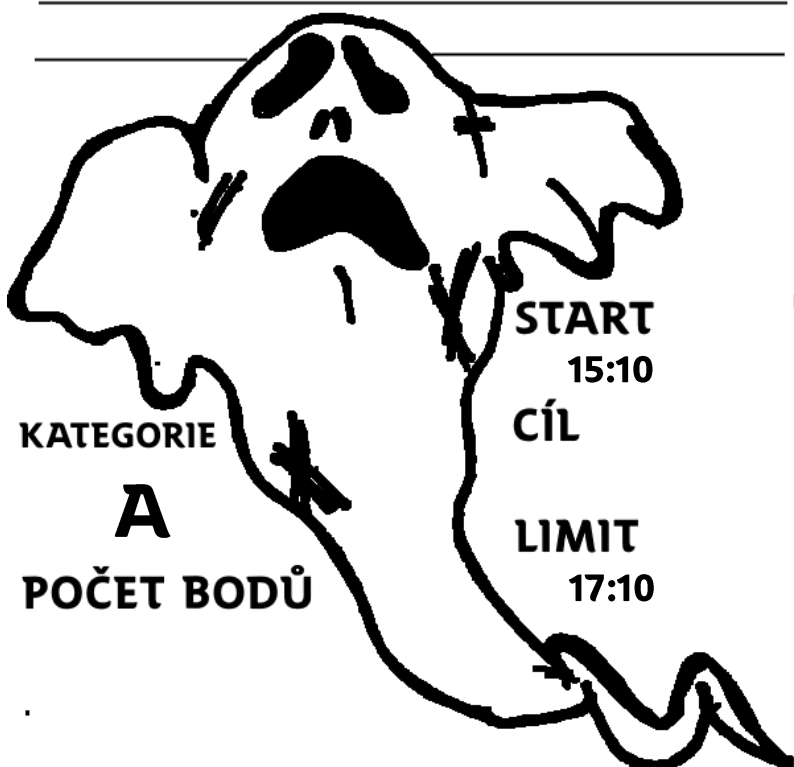 START
15:10
CÍL
KATEGORIE
A
LIMIT
17:10
POČET BODŮ